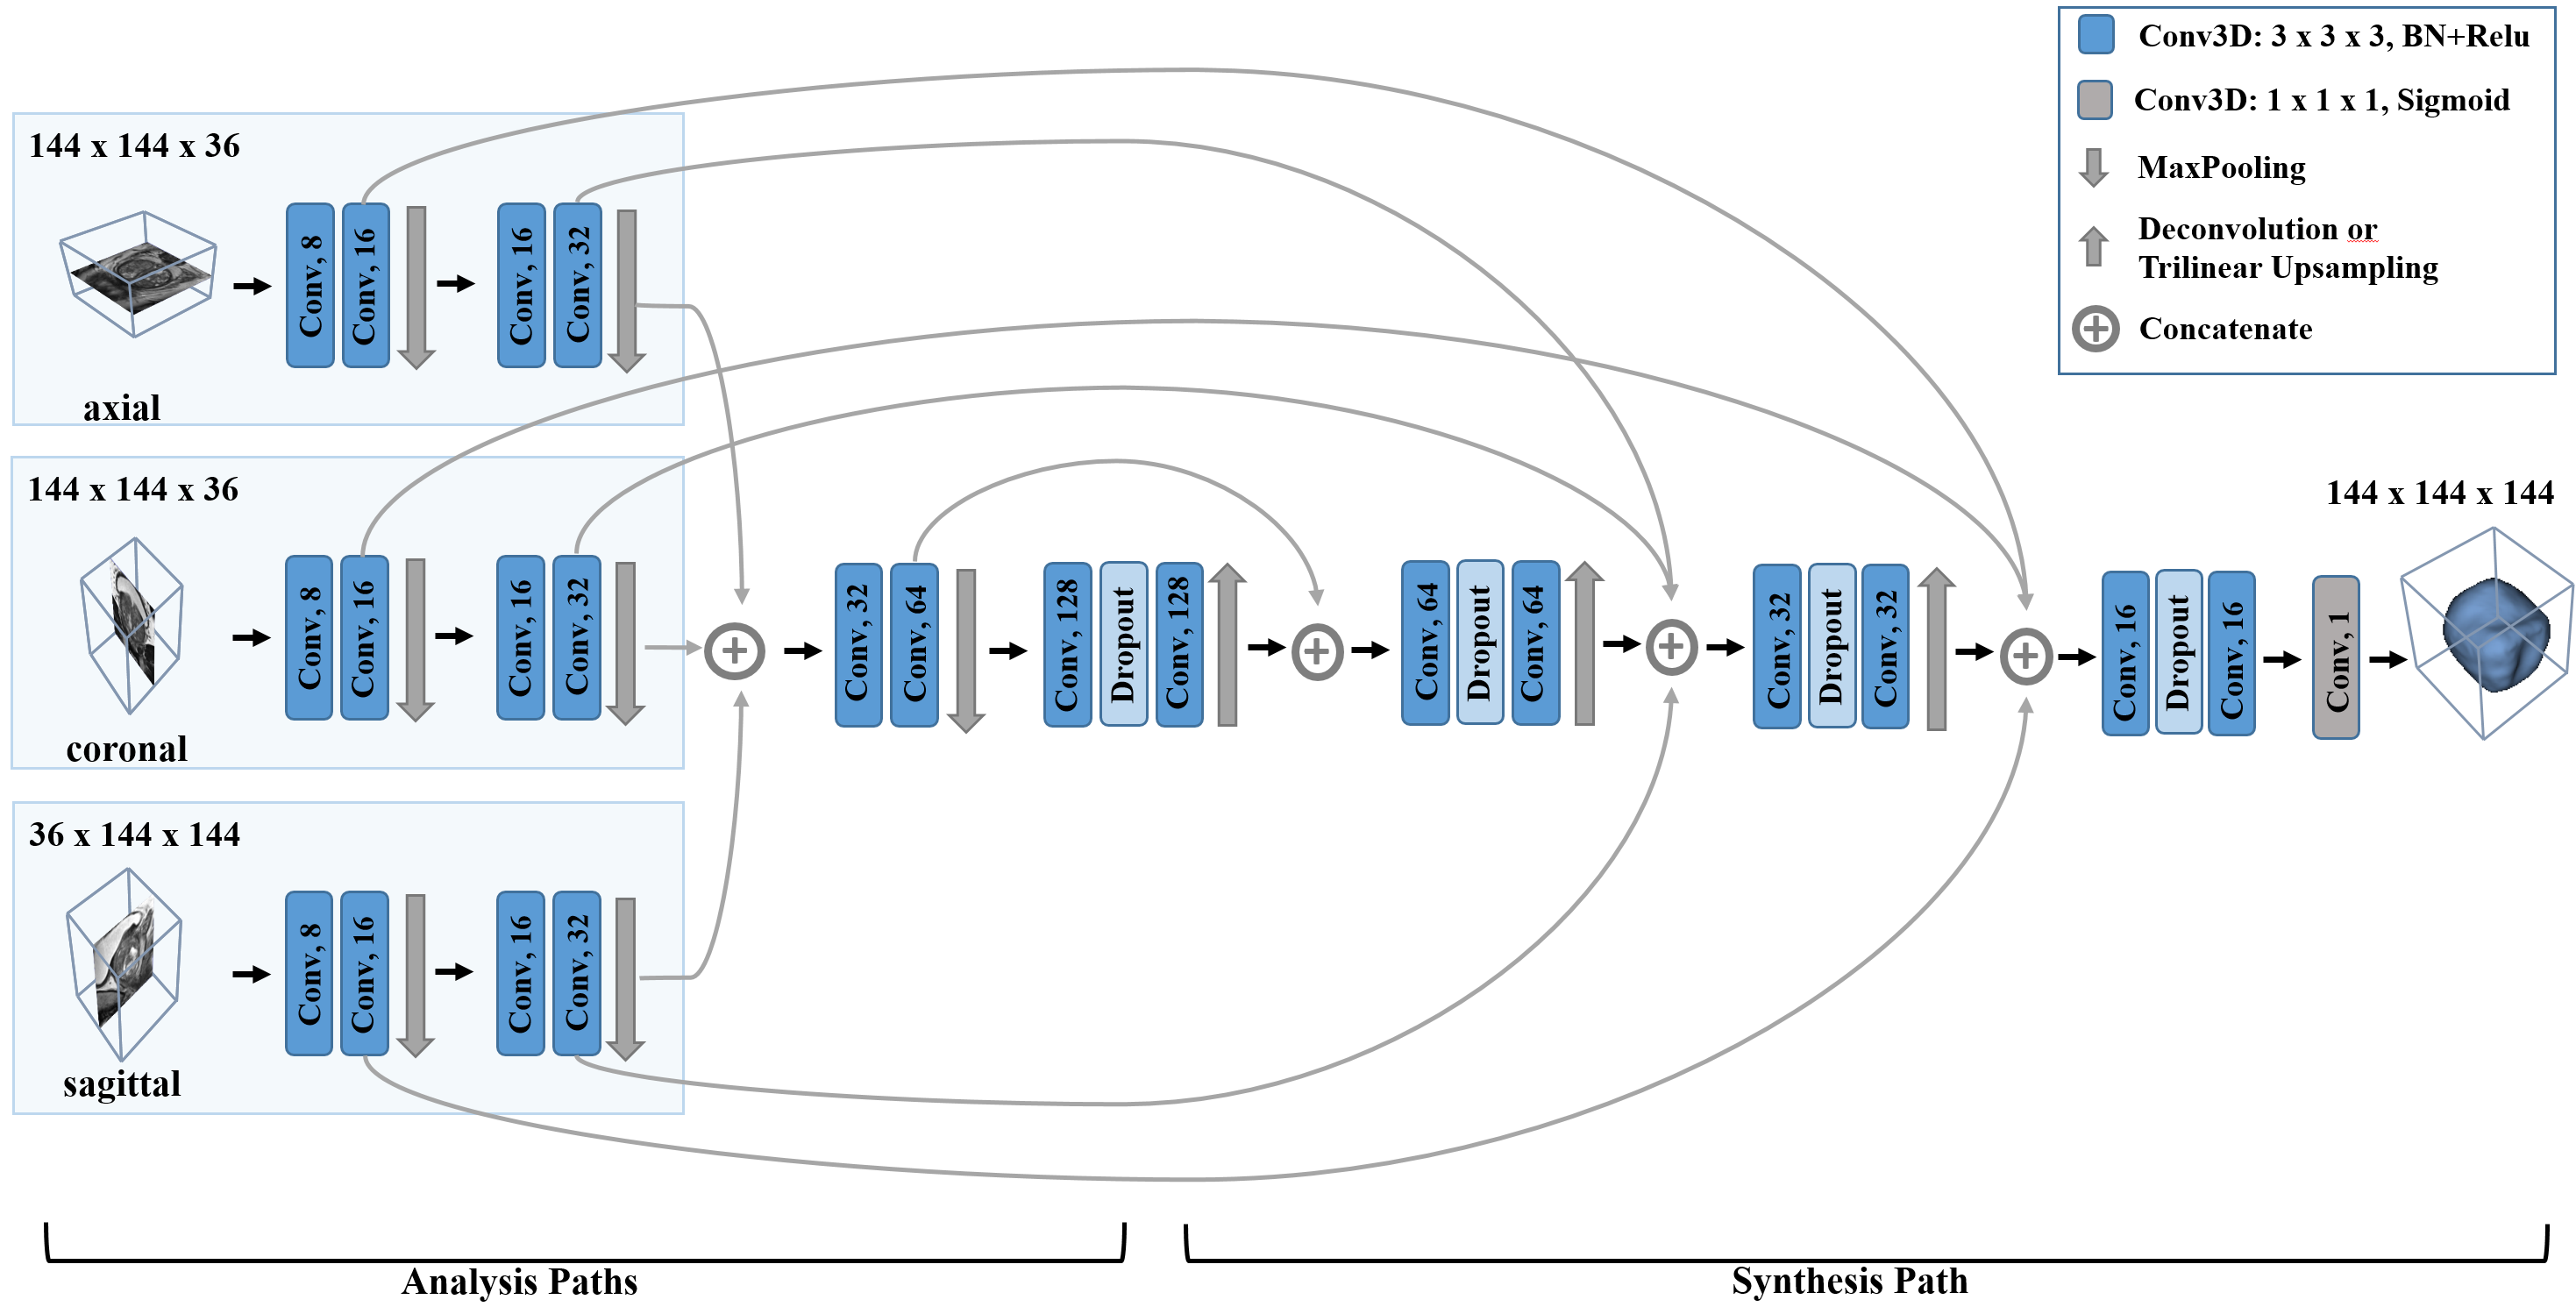 Conv3D: 3 x 3 x 3, BN+Relu
Conv3D: 1 x 1 x 1, Sigmoid
MaxPooling
Deconvolution or
Trilinear Upsampling
Concatenate
144 x 144 x 36
axial
Conv, 8
Conv, 16
Conv, 16
Conv, 32
144 x 144 x 36
coronal
Conv, 8
Conv, 16
Conv, 16
Conv, 32
36 x 144 x 144
sagittal
Conv, 8
Conv, 16
Conv, 16
Conv, 32
Conv, 32
Conv, 64
Conv, 128
Dropout
Conv, 128
Conv, 64
Dropout
Conv, 64
Conv, 32
Dropout
Conv, 32
Conv, 16
Dropout
Conv, 16
Conv, 1
144 x 144 x 144
Analysis Paths
Synthesis Path